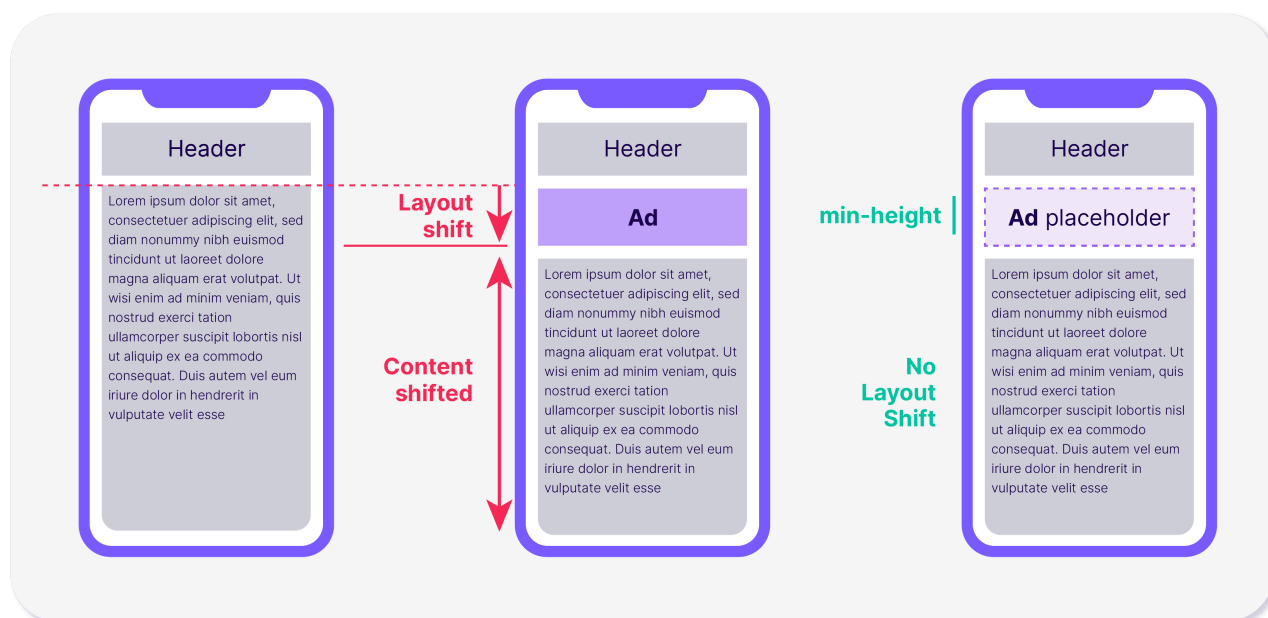 Header
Lorem ipsum dolor sit amet,
consectetuer adipiscing elit, sed
diam nonummy nibh euismod
tincidunt ut laoreet dolore
magna aliquam erat volutpat. Ut
wisi enim ad minim veniam, quis
nostrud exerci tation
ullamcorper suscipit lobortis nisl
ut aliquip ex ea commodo
consequat. Duis autem vel eum
iriure dolor in hendrerit in
vulputate velit esse
Layout
shift
Content
shifted
Header
Ad
Lorem ipsum dolor sit amet,
consectetuer adipiscing elit, sed
diam nonummy nibh euismod
tincidunt ut laoreet dolore
magna aliquam erat volutpat. Ut
wisi enim ad minim veniam, quis
nostrud exerci tation
ullamcorper suscipit lobortis nisl
ut aliquip ex ea commodo
consequat. Duis autem vel eum
iriure dolor in hendrerit in
vulputate velit esse
min-height
No
Layout
Shift
Header
Ad placeholder
Lorem ipsum dolor sit amet,
consectetuer adipiscing elit, sed
diam nonummy nibh euismod
tincidunt ut laoreet dolore
magna aliquam erat volutpat. Ut
wisi enim ad minim veniam, quis
nostrud exerci tation
ullamcorper suscipit lobortis nisl
ut aliquip ex ea commodo
consequat. Duis autem vel eum
iriure dolor in hendrerit in
vulputate velit esse